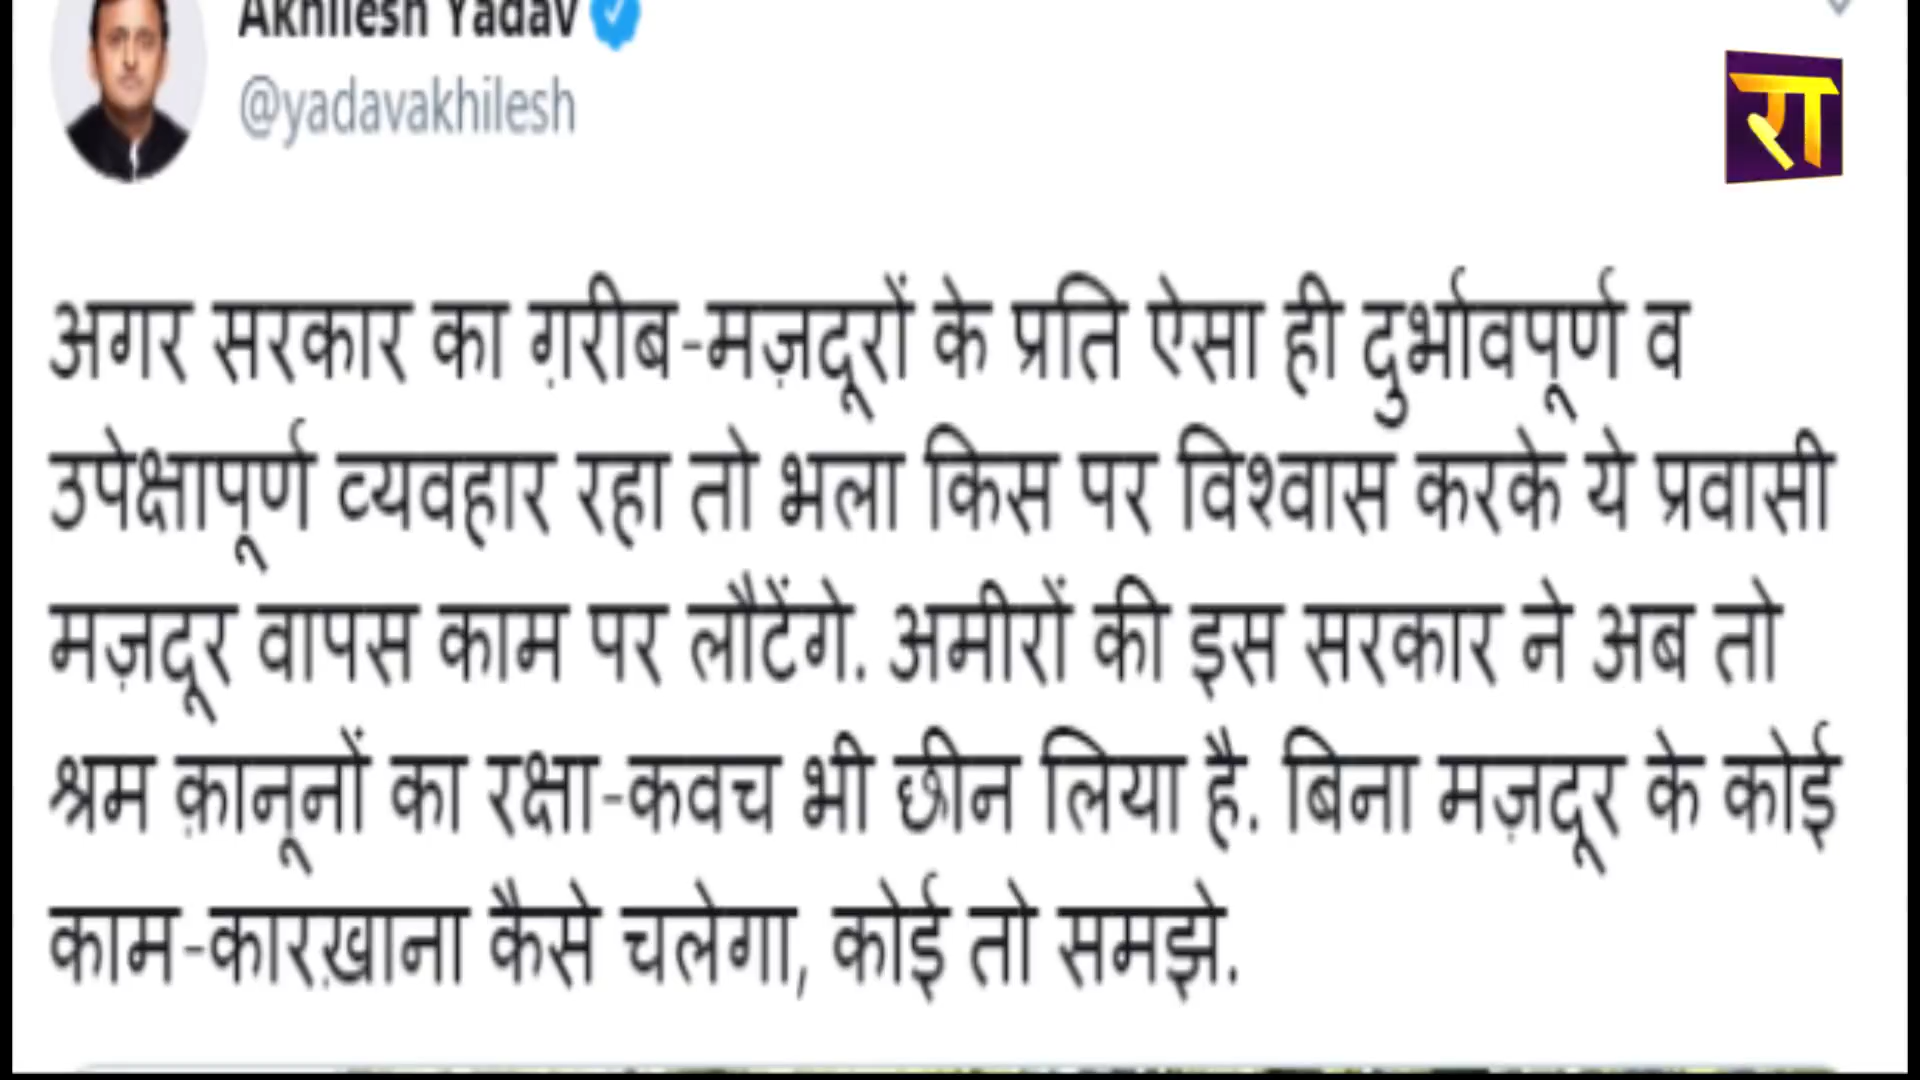 Akhilesh Yadav
@yadavakhilesh
रा
अगर सरकार का ग़रीब-मज़दूरों के प्रति ऐसा ही दुर्भावपूर्ण व
उपेक्षापूर्ण व्यवहार रहा तो भला किस पर विश्वास करके ये प्रवासी
मज़दूर वापस काम पर लौटेंगे. अमीरों की इस सरकार ने अब तो
श्रम क़ानूनों का रक्षा-कवच भी छीन लिया है. बिना मज़दूर के कोई
काम-कारख़ाना कैसे चलेगा, कोई तो समझे.